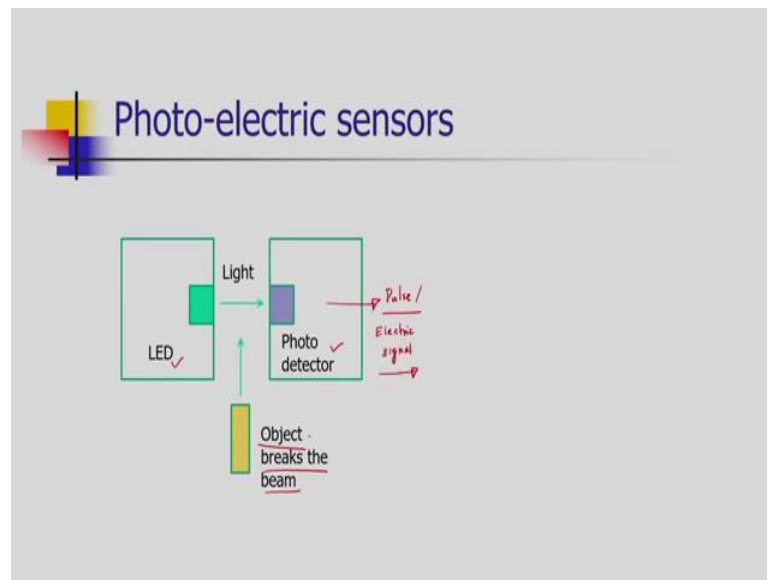 Photo-electric sensors
Light
LED
Photo
detector
Pulse /
Electric
signal
Object
breaks the
beam